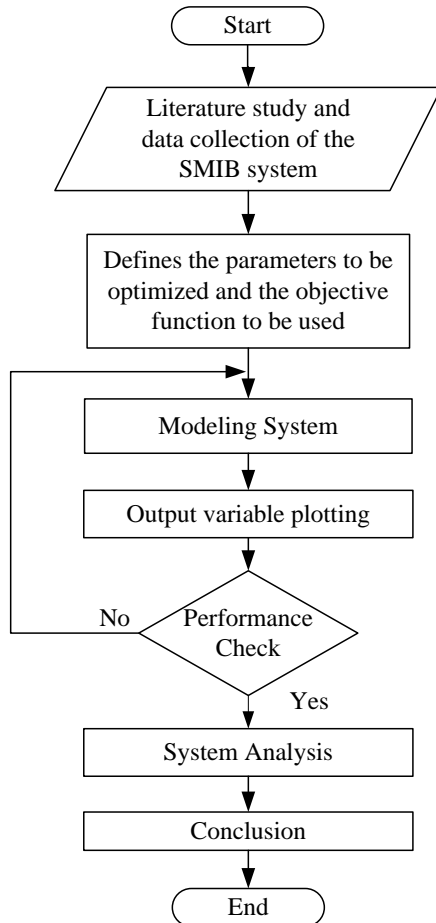 Start
Literature study and
data collection of the
SMIB system
Defines the parameters to be
optimized and the objective
function to be used
Modeling System
Output variable plotting
No
Performance
Check
Yes
System Analysis
Conclusion
End